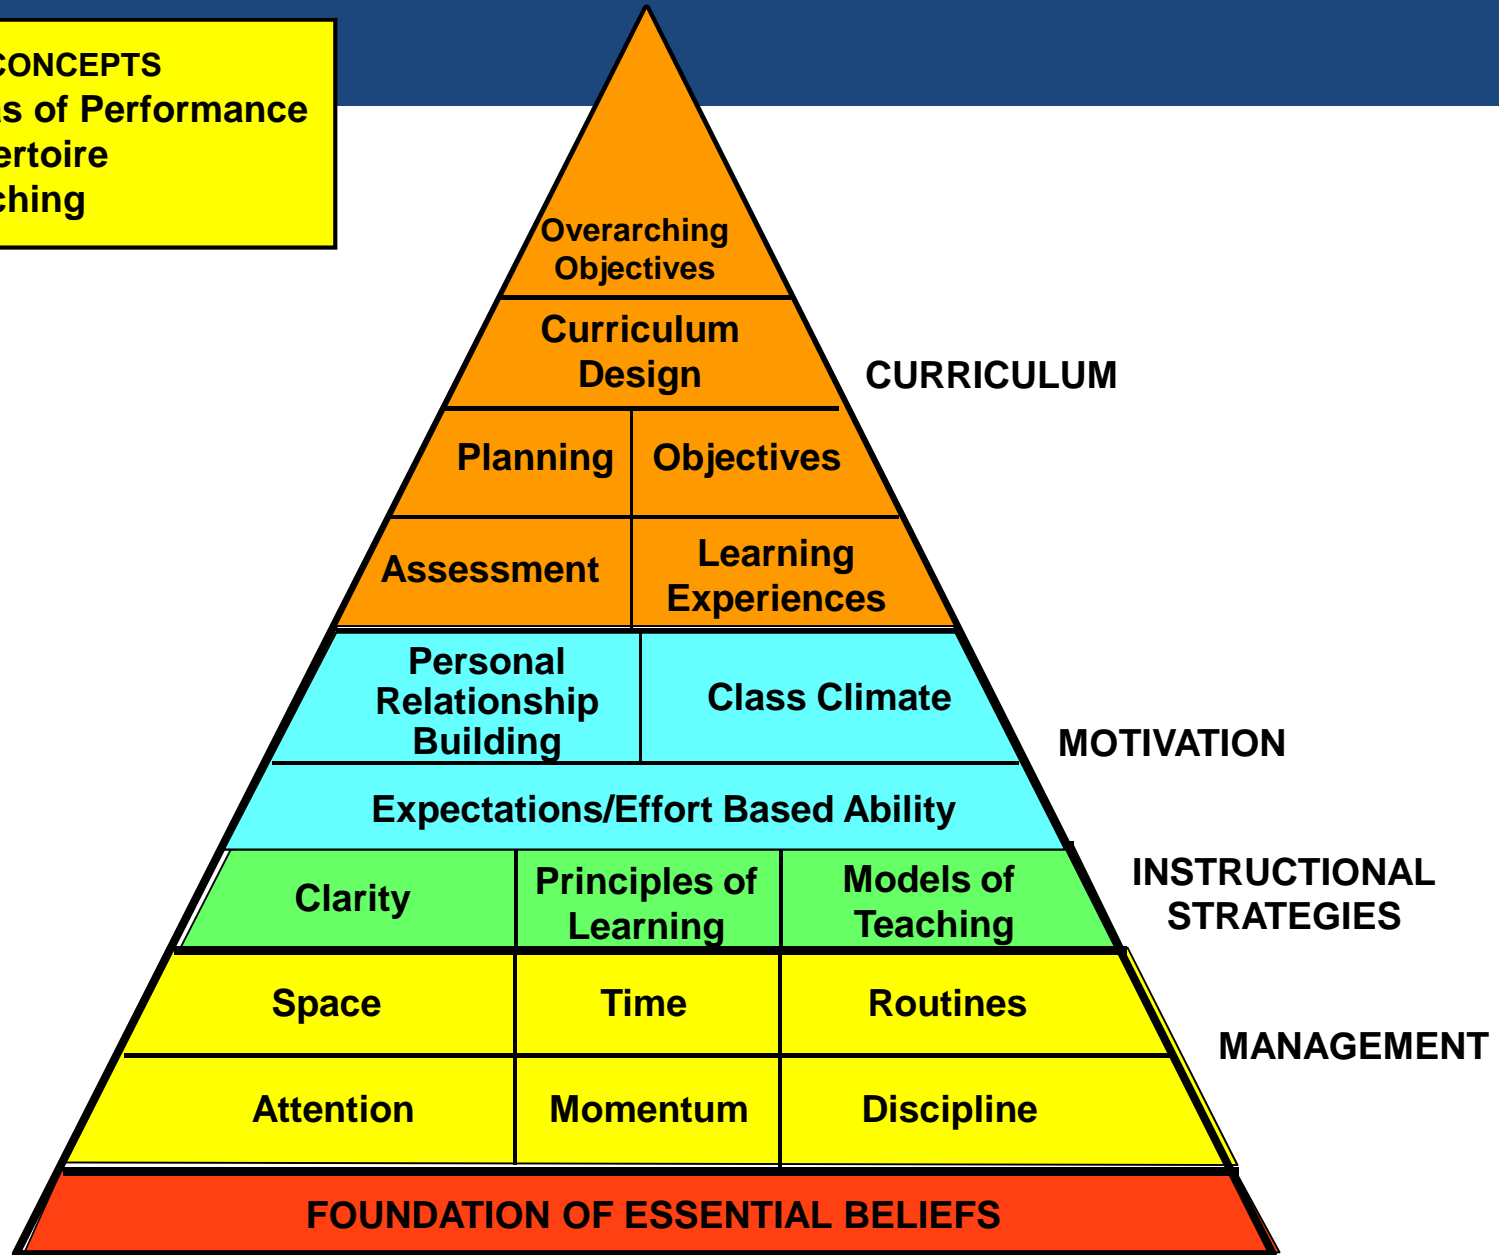 CONCEPTS
of Performance
Overarching
Objectives
Curriculum
Design
CURRICULUM
Planning
Objectives
Assessment
Learning
Experiences
Personal
Relationship
Building
Class Climate
MOTIVATION
Expectations/Effort Based Ability
Clarity
Principles of
Learning
Models of
Teaching
INSTRUCTIONAL
STRATEGIES
Space
Time
Routines
MANAGEMENT
Attention
Momentum
Discipline
FOUNDATION OF ESSENTIAL BELIEFS